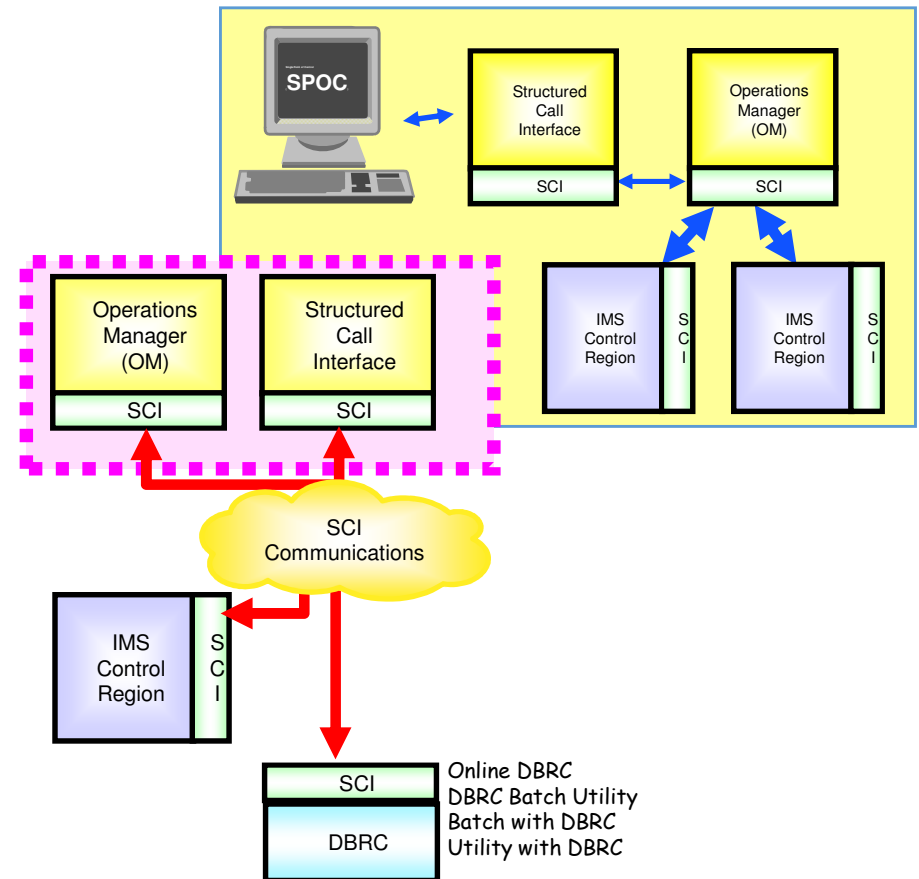 SPOC
Structured
Call
Interface
SCI
Operations
Manager
(OM)
SCI
IMS
Control
Region
S
C
I
IMS
Control
Region
S
C
I
Operations
Manager
(OM)
SCI
Structured
Call
Interface
SCI
SCI
Communications
IMS
Control
Region
S
C
I
SCI
DBRC
Online DBRC
DBRC Batch Utility
Batch with DBRC
Utility with DBRC